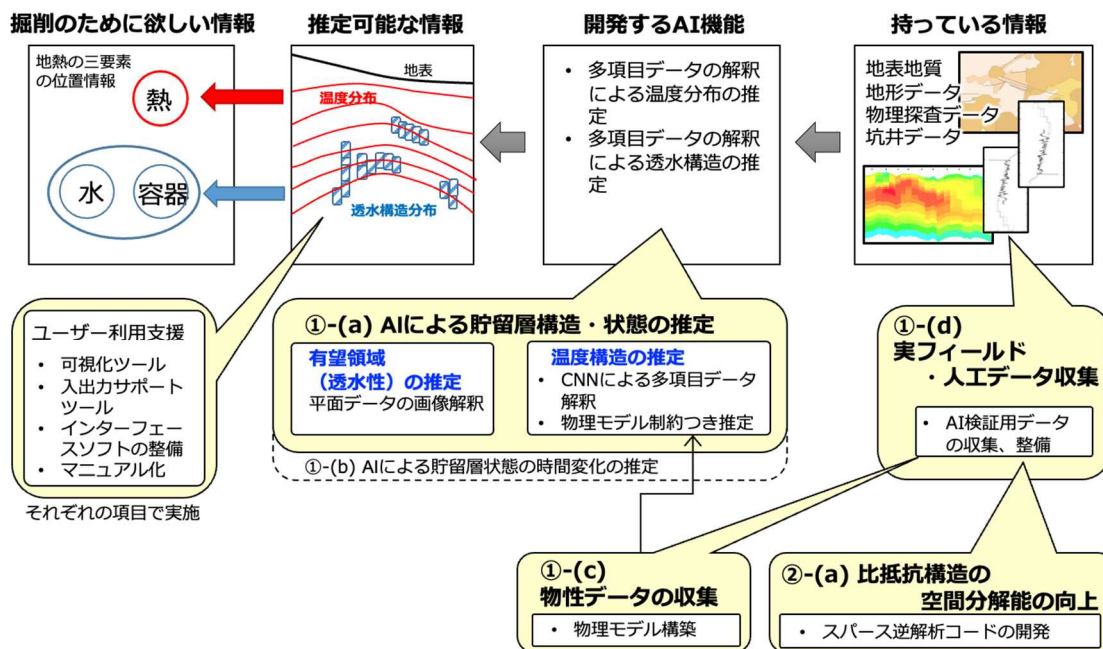 掘削のために欲しい情報
地熱の三要素
の位置情報
熱
水
容器
推定可能な情報
地表
温度分布
透水構造分布
開発するAI機能
• 多項目データの解釈
による温度分布の推
定
• 多項目データの解釈
による透水構造の推
定
持っている情報
地表地質
地形データ
物理探査データ
坑井データ
ユーザー利用支援
• 可視化ツール
• 入出力サポート
ツール
• インターフェー
スソフトの整備
• マニュアル化
それぞれの項目で実施
①-(a) AIによる貯留層構造・状態の推定
有望領域
（透水性）の推定
平面データの画像解釈
温度構造の推定
• CNNによる多項目データ
解釈
• 物理モデル制約つき推定
①-(b) AIによる貯留層状態の時間変化の推定
①-(d)
実フィールド
・人工データ収集
• AI検証用データ
の収集、整備
①-(c)
物性データの収集
• 物理モデル構築
②-(a) 比抵抗構造の
空間分解能の向上
• スパース逆解析コードの開発